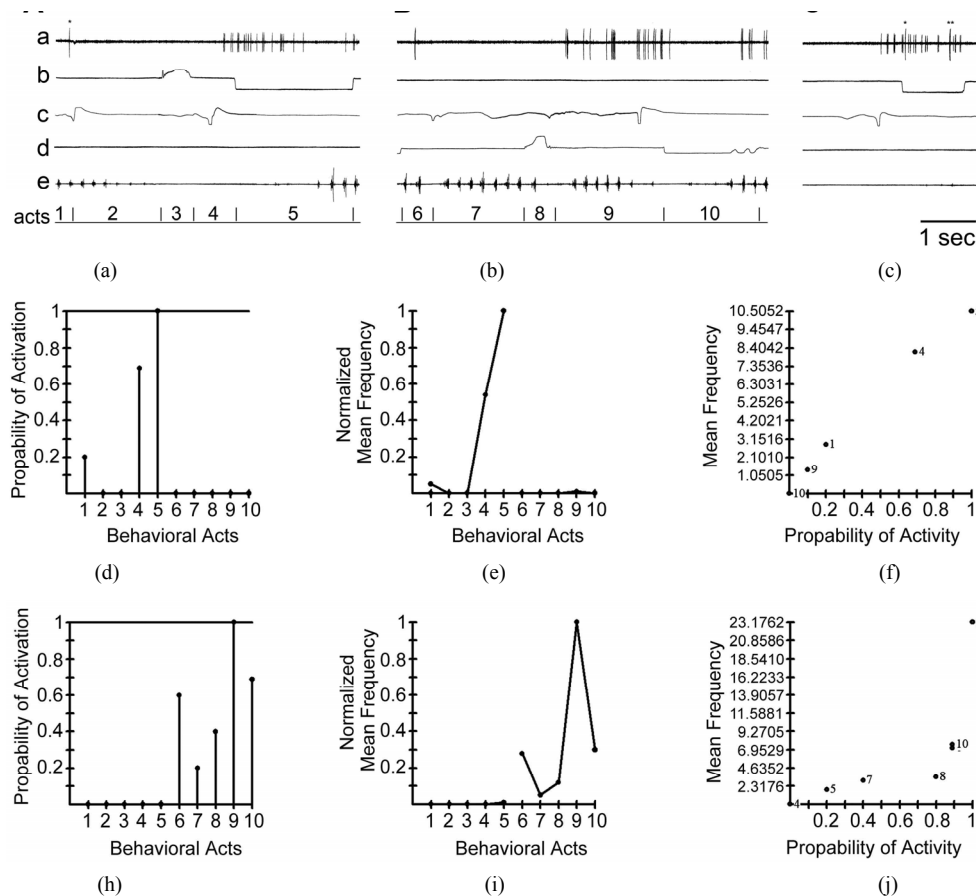 a
b
c
d
e
acts 1 2 3 4 5
6 7 8 9 10
1 sec
(a) (b) (c)
Propability of Activation
1
0.8
0.6
0.4
0.2
1 2 3 4 5 6 7 8 9 10
Behavioral Acts
(d)
Normalized
Mean Frequency
1
0.8
0.6
0.4
0.2
1 2 3 4 5 6 7 8 9 10
Behavioral Acts
(e)
Mean Frequency
10.5052
9.4547
8.4042
7.3536
6.3031
5.2526
4.2021
3.1516
2.1010
1.0505
4
1
9
10
0.2 0.4 0.6 0.8 1
Propability of Activity
(f)
Propability of Activation
1
0.8
0.6
0.4
0.2
1 2 3 4 5 6 7 8 9 10
Behavioral Acts
(h)
Normalized
Mean Frequency
1
0.8
0.6
0.4
0.2
1 2 3 4 5 6 7 8 9 10
Behavioral Acts
(i)
Mean Frequency
23.1762
20.8586
18.5410
16.2233
13.9057
11.5881
9.2705
6.9529
4.6352
2.3176
10
8
7
5
4
0.2 0.4 0.6 0.8 1
Propability of Activity
(j)